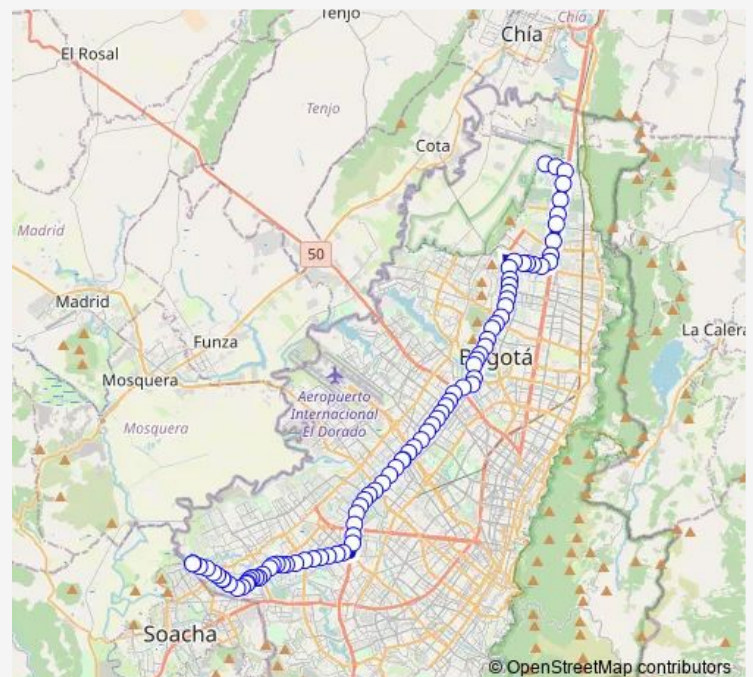 Tenjo
Chía
Chía
El Rosal
Tenjo
Cota
Madrid
50
Madrid
Funza
La Calera
Bogotá
Mosquera
Aeropuerto
Internacional
El Dorado
Mosquera
Soacha
© OpenStreetMap contributors